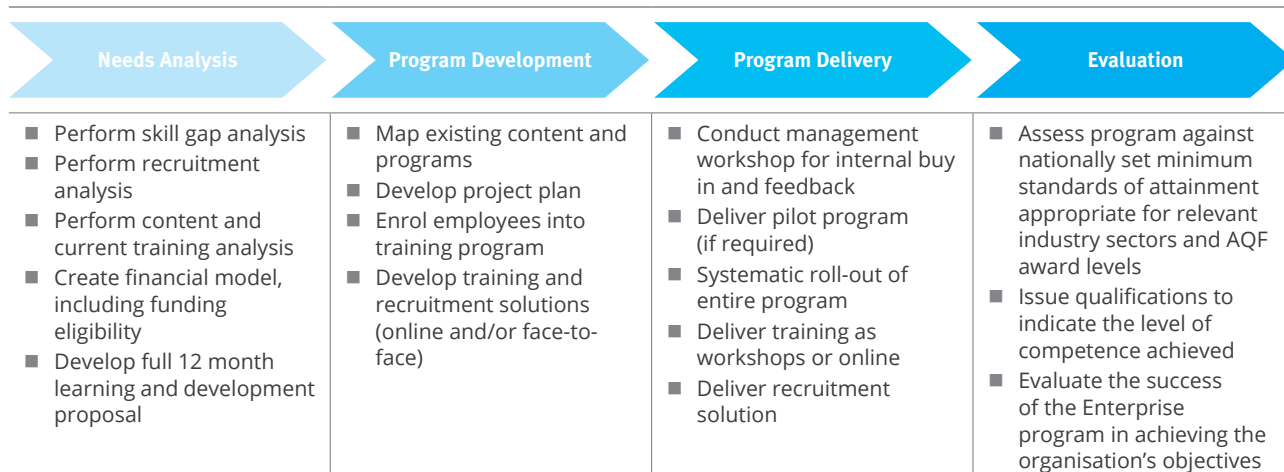 Needs Analysis
Program Development
Program Delivery
Evaluation
■ Perform skill gap analysis
■ Perform recruitment
analysis
■ Perform content and
current training analysis
■ Create financial model,
including funding
eligibility
■ Develop full 12 month
learning and development
proposal
■ Map existing content and
programs
■ Develop project plan
■ Enrol employees into
training program
■ Develop training and
recruitment solutions
(online and/or face-to-
face)
■ Conduct management
workshop for internal buy
in and feedback
■ Deliver pilot program
(if required)
■ Systematic roll-out of
entire program
■ Deliver training as
workshops or online
■ Deliver recruitment
solution
■ Assess program against
nationally set minimum
standards of attainment
appropriate for relevant
industry sectors and AQF
award levels
■ Issue qualifications to
indicate the level of
competence achieved
■ Evaluate the success
of the Enterprise
program in achieving the
organisation's objectives